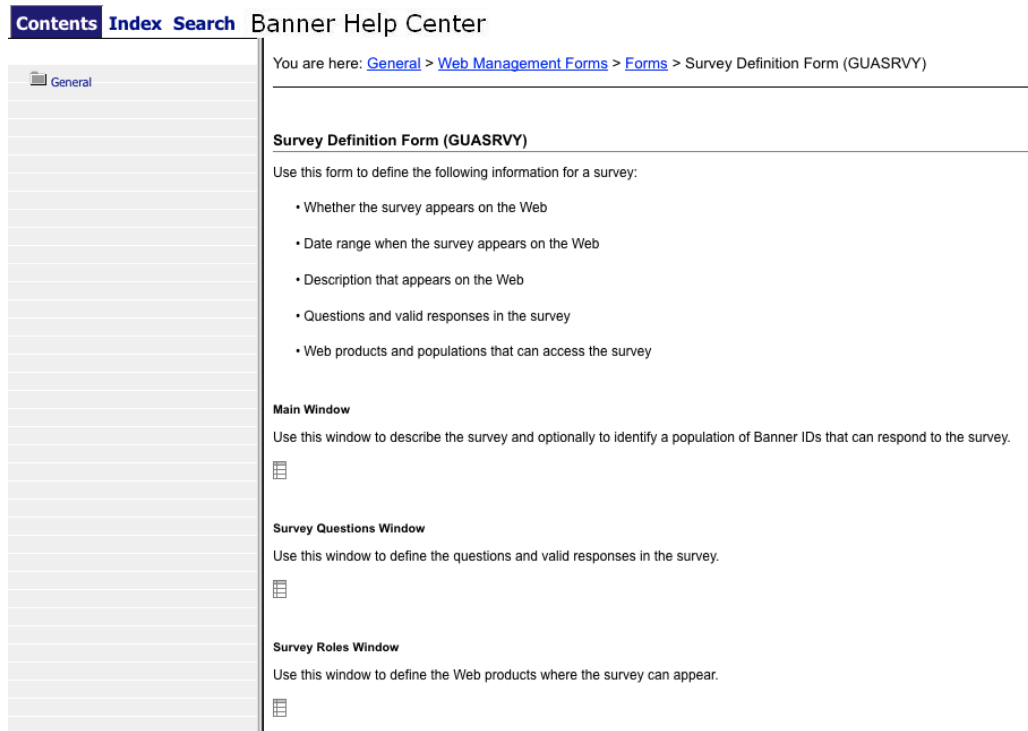 Contents Index Search Banner Help Center
You are here: General > Web Management Forms > Forms > Survey Definition Form (GUASRVY)
General
Survey Definition Form (GUASRVY)
Use this form to define the following information for a survey:
• Whether the survey appears on the Web
• Date range when the survey appears on the Web
• Description that appears on the Web
• Questions and valid responses in the survey
• Web products and populations that can access the survey
Main Window
Use this window to describe the survey and optionally to identify a population of Banner IDs that can respond to the survey.
Survey Questions Window
Use this window to define the questions and valid responses in the survey.
Survey Roles Window
Use this window to define the Web products where the survey can appear.